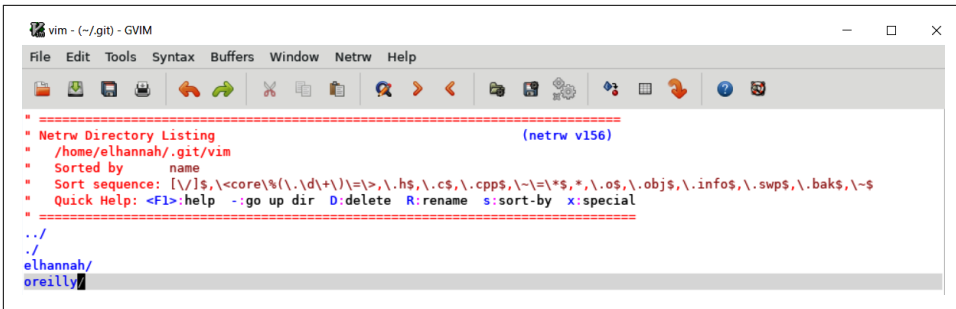 vim - (~/.git) - GVIM
File Edit Tools Syntax Buffers Window Netrw Help
" ============================================================================
" Netrw Directory Listing                                        (netrw v156)
"   /home/elhannah/.git/vim
"   Sorted by      name
"   Sort sequence: [\/]$,\<core\%(\.\d\+\)\=\>,\.h$,\.c$,\.cpp$,\~\=\*$,*,\.o$,\.obj$,\.info$,\.swp$,\.bak$,\~$
"   Quick Help: <F1>:help  -:go up dir  D:delete  R:rename  s:sort-by  x:special
" ==============================================================================
../
./
elhannah/
oreilly/